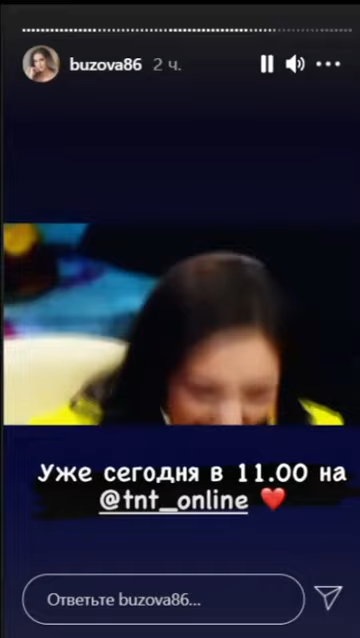 buzova86 2 ч.
Уже сегодня в 11.00 на
@tnt_online ❤️
Ответьте buzova86...